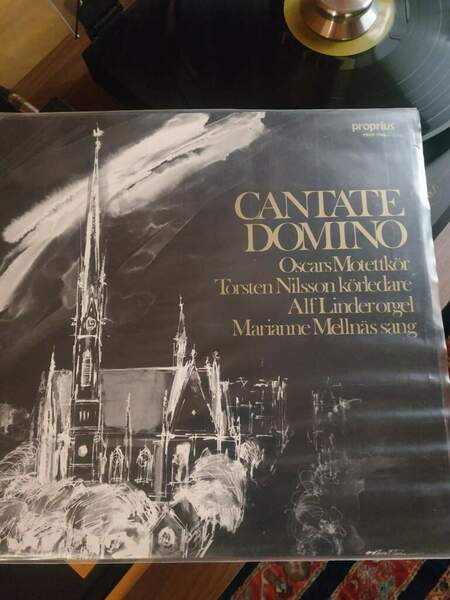 proprius
CANTATE
DOMINO
Oscars Motettkör
Torsten Nilsson körledare
Alf Linder orgel
Marianne Mellnäs sång